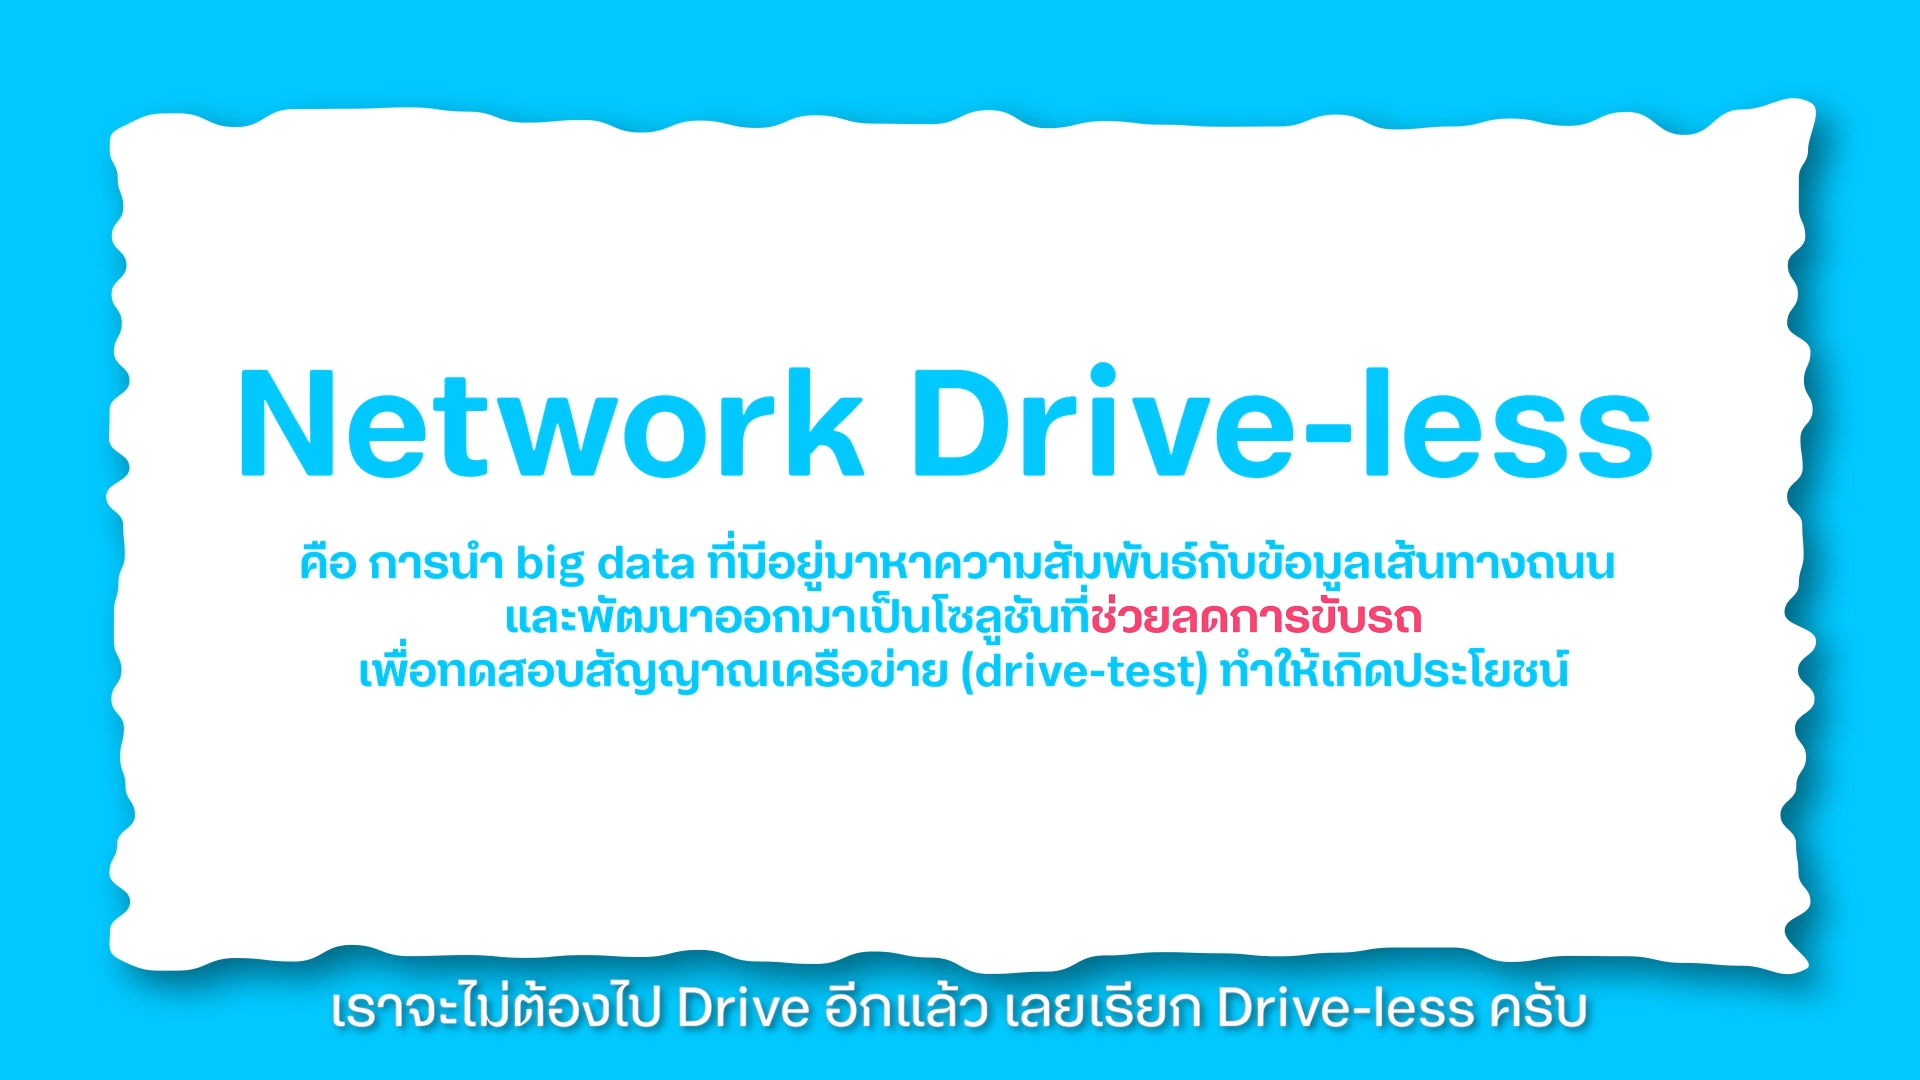 Network Drive-less
คือ การนำ big data ที่มีอยู่มาหาความสัมพันธ์กับข้อมูลเส้นทางถนน
และพัฒนาออกมาเป็นโซลูชันที่ช่วยลดการขับรถ
เพื่อทดสอบสัญญาณเครือข่าย (drive-test) ทำให้เกิดประโยชน์
เราจะไม่ต้องไป Drive อีกแล้ว เลยเรียก Drive-less ครับ